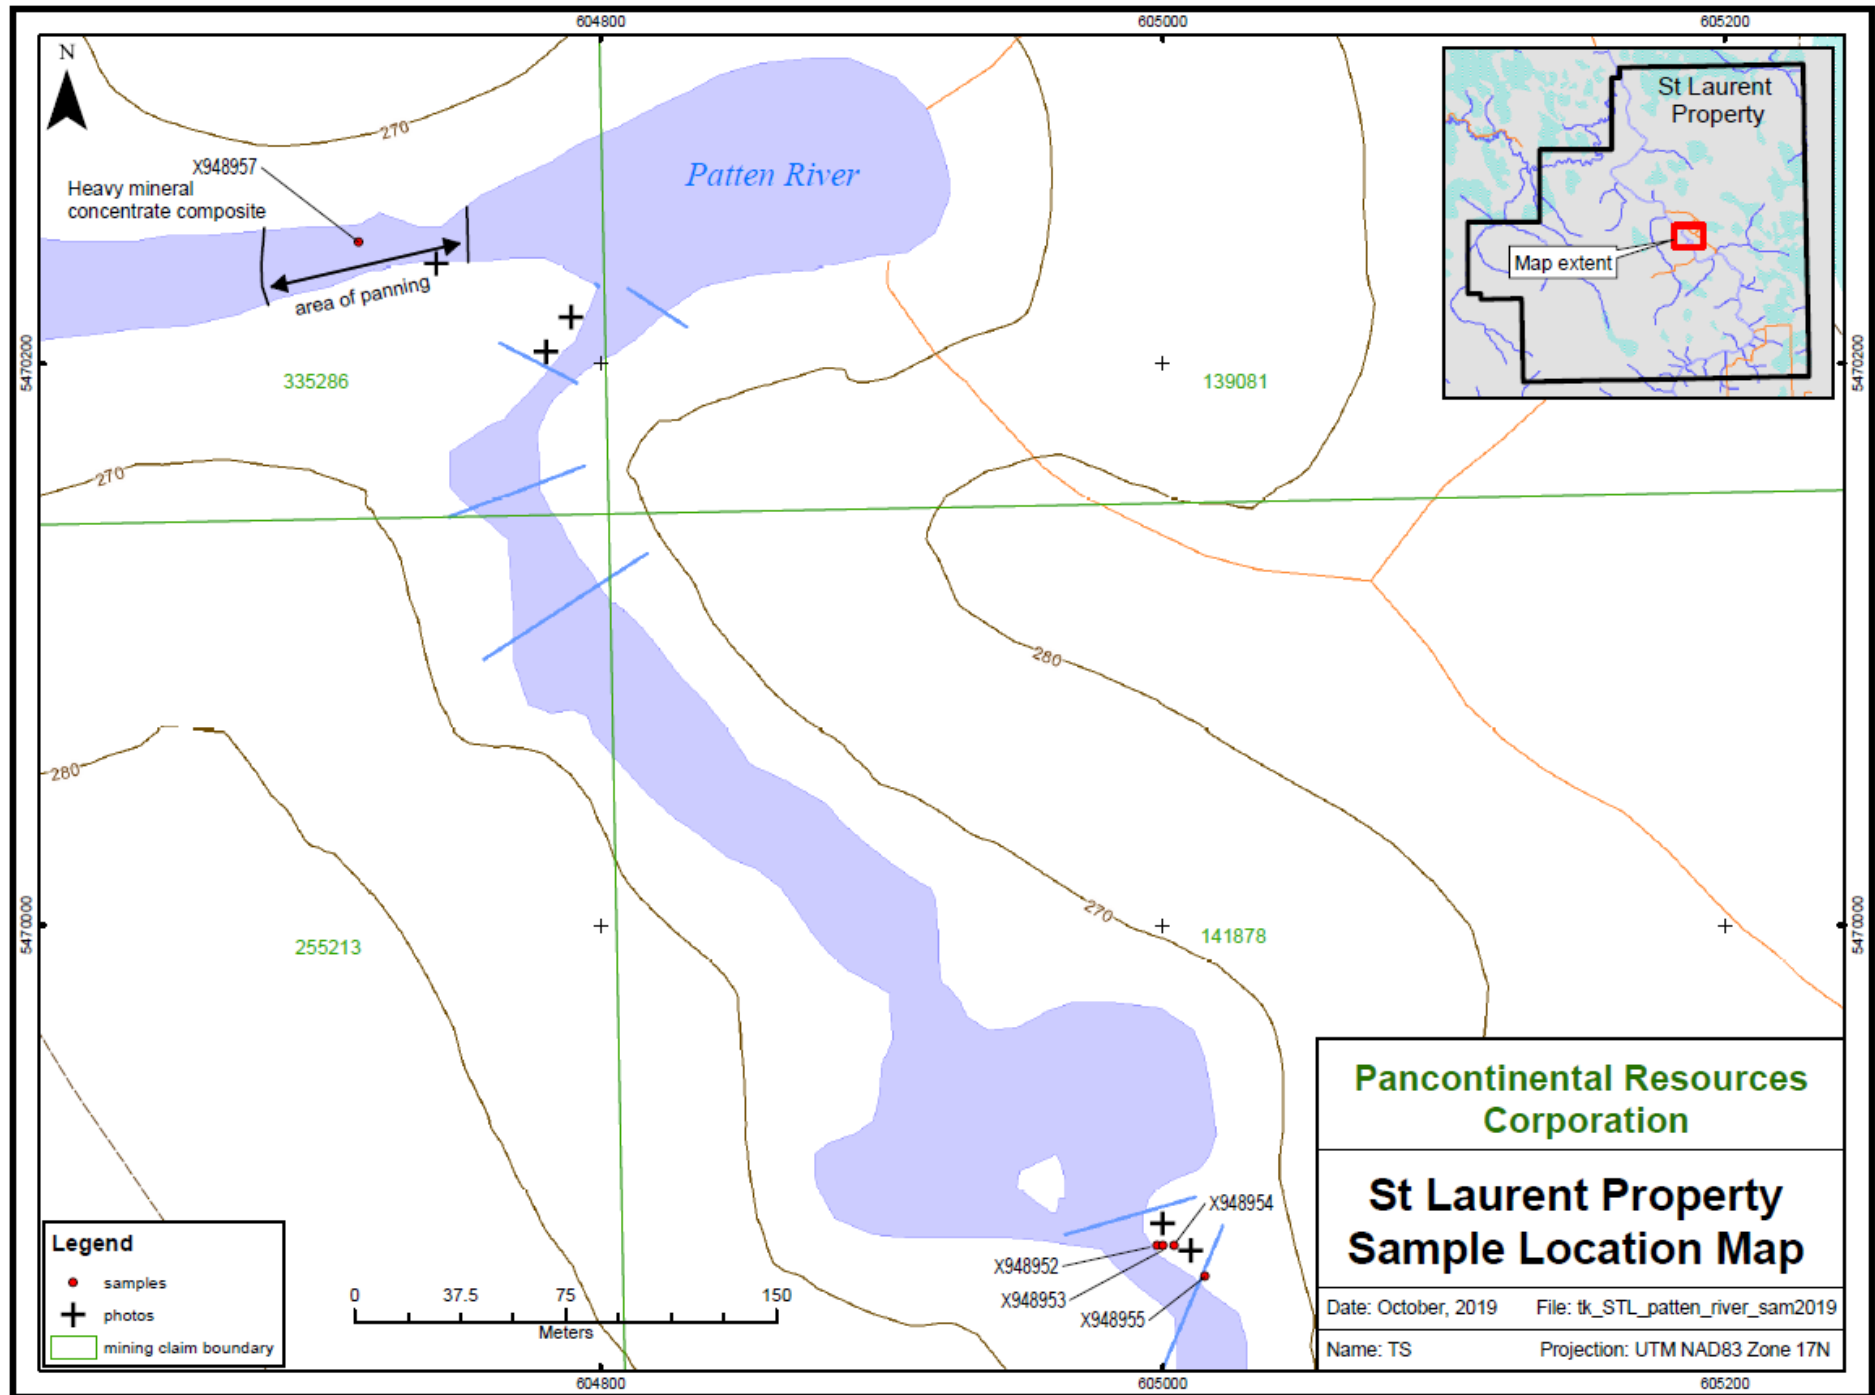 604800
605000
605200
N
270
X948957
Heavy mineral
concentrate composite
Patten River
area of panning
St Laurent
Property
Map extent
5470200
5470200
335286
139081
270
280
280
270
5470000
5470000
255213
141878
X948954
X948952
X948953
X948955
Legend
samples
photos
mining claim boundary
0 37.5 75 150
Meters
Pancontinental Resources
Corporation
St Laurent Property
Sample Location Map
Date: October, 2019 File: tk_STL_patten_river_sam2019
Name: TS Projection: UTM NAD83 Zone 17N
604800
605000
605200